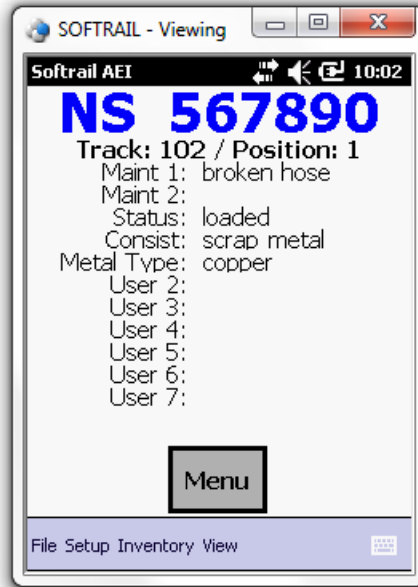 SOFTRAIL - Viewing
Softrail AEI 10:02
NS 567890
Track: 102 / Position: 1
Maint 1: broken hose
Maint 2:
Status: loaded
Consist: scrap metal
Metal Type: copper
User 2:
User 3:
User 4:
User 5:
User 6:
User 7:
Menu
File Setup Inventory View